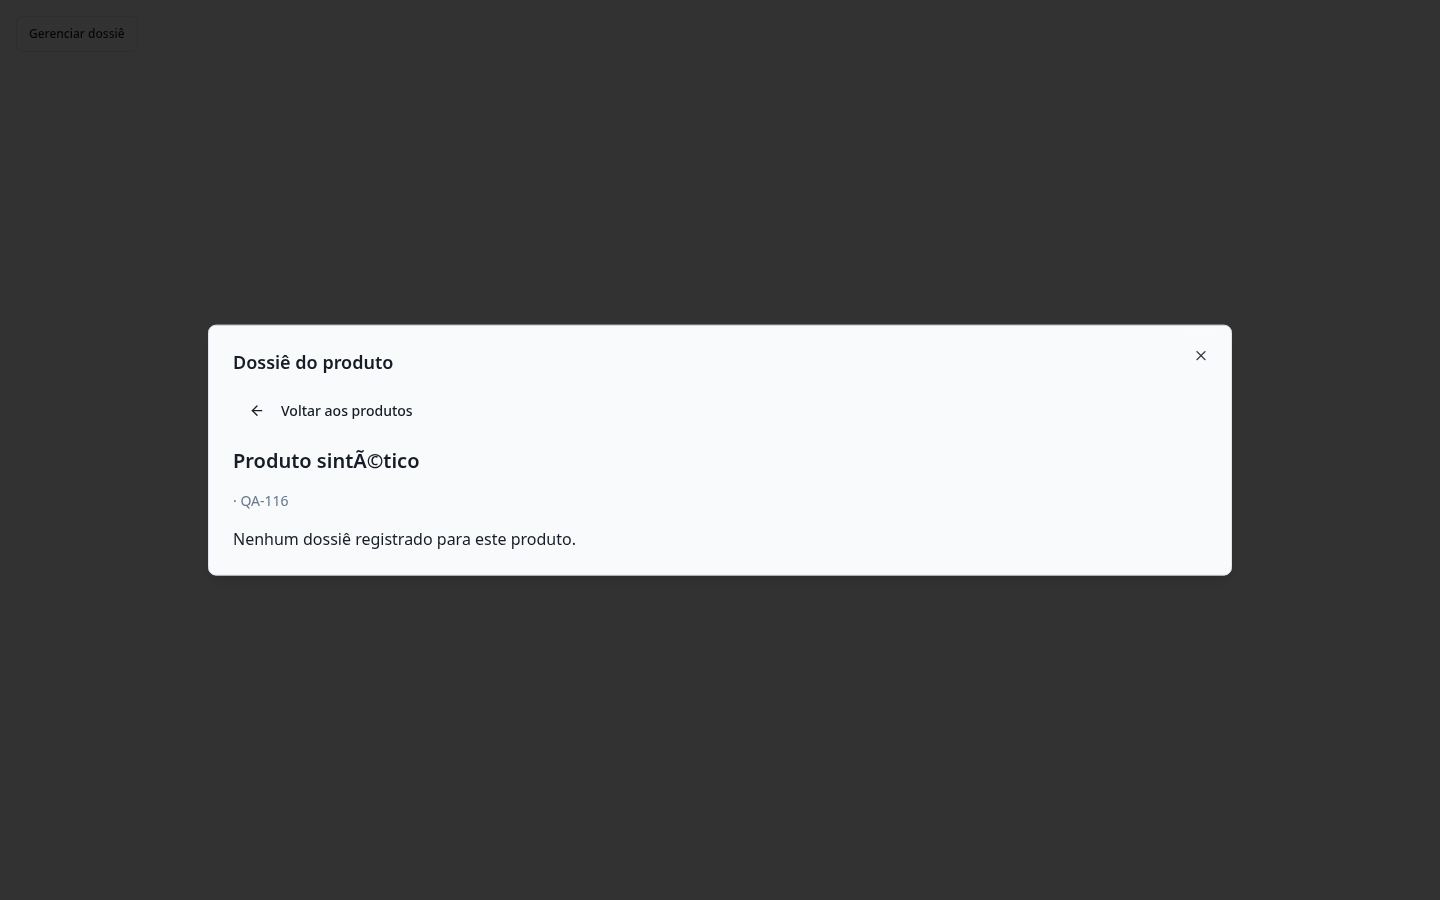 Gerenciar dossiê
Dossiê do produto
Voltar aos produtos
Produto sintÃ©tico
· QA-116
Nenhum dossiê registrado para este produto.